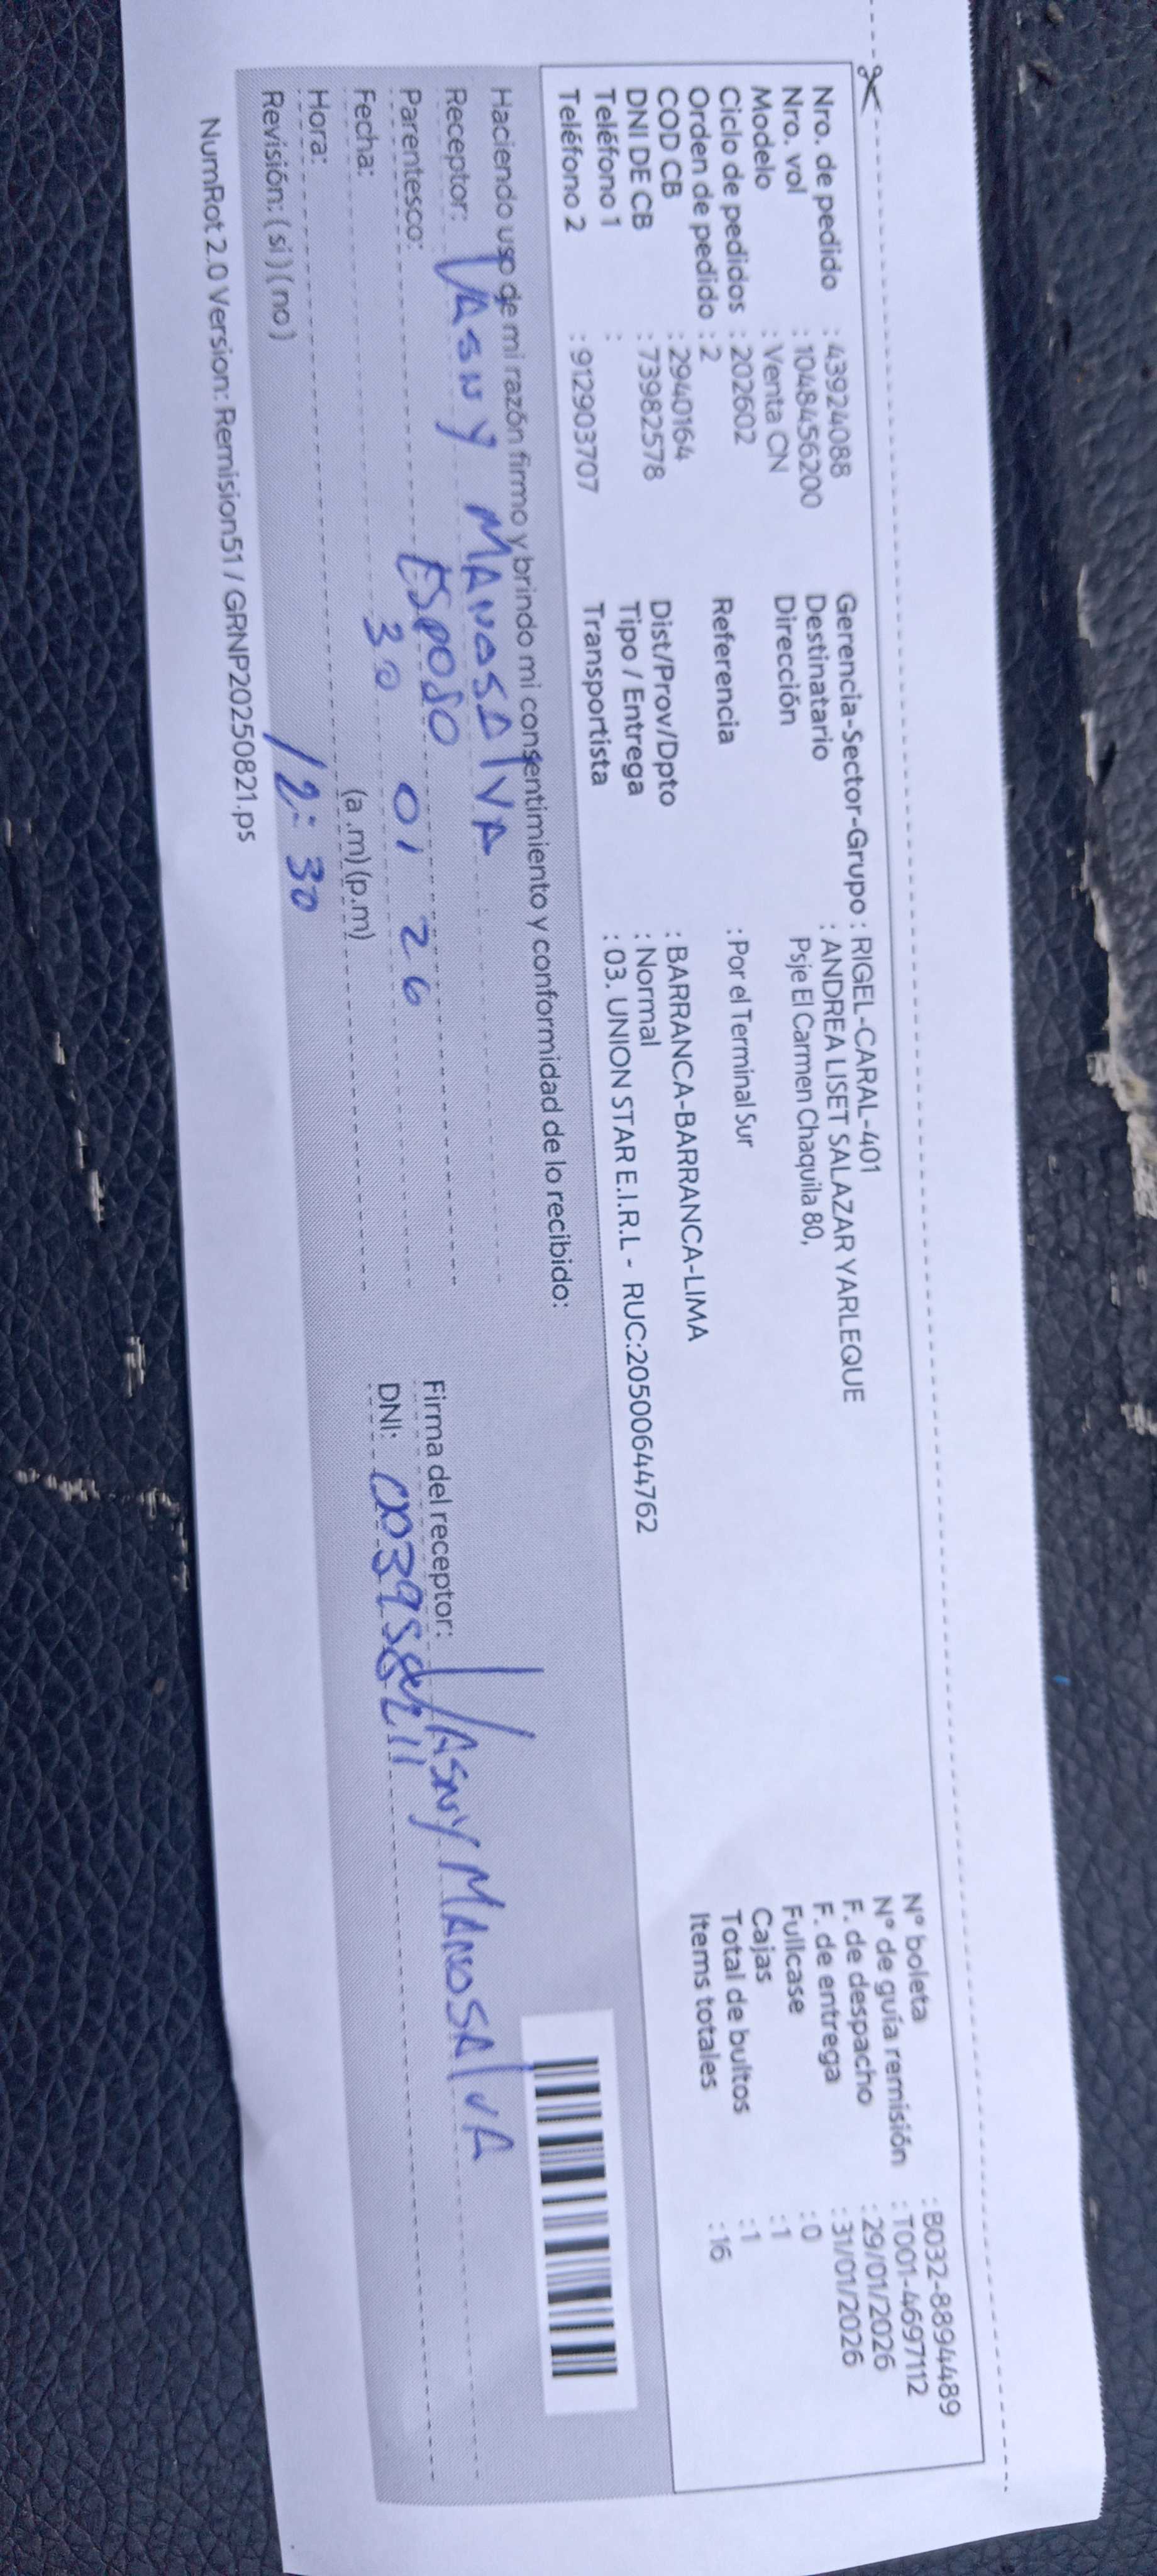 Nro. de pedido : 43924088
Nro. vol : 1048456200
Modelo : Venta CN
Ciclo de pedidos : 202602
Orden de pedido : 2
COD CB : 2940164
DNI DE CB : 73982578
Teléfono 1 :
Teléfono 2 : 912903707
Gerencia-Sector-Grupo : RIGEL-CARAL-401
Destinatario : ANDREA LISET SALAZAR YARLEQUE
Dirección Psje El Carmen Chaquila 80,
Referencia : Por el Terminal Sur
Dist/Prov/Dpto : BARRANCA-BARRANCA-LIMA
Tipo / Entrega : Normal
Transportista : 03. UNION STAR E.I.R.L - RUC:20500644762
N° boleta : B032-8894489
N° de guía remisión : T001-4697112
F. de despacho : 29/01/2026
F. de entrega : 31/01/2026
Fullcase : 0
Cajas : 1
Total de bultos : 1
Items totales : 16
Haciendo uso de mi razón firmo y brindo mi consentimiento y conformidad de lo recibido:
Receptor: YASNY MANOSALVA
Parentesco: ESPOSO
Fecha: 30 01 26
Hora: (a.m) (p.m) 12:30
Revisión: ( si ) ( no )
Firma del receptor: YASNY MANOSALVA
DNI:
NumRot 2.0 Version: Remision51 / GRNP20250821.ps